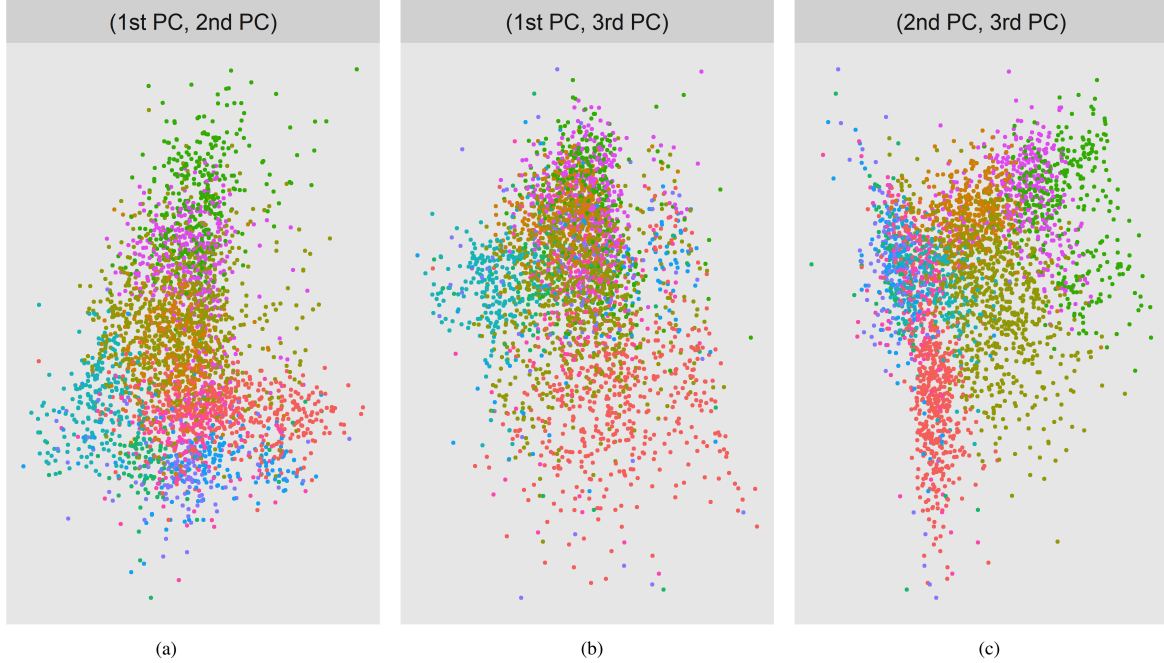 (1st PC, 2nd PC)
(1st PC, 3rd PC)
(2nd PC, 3rd PC)
(a)
(b)
(c)